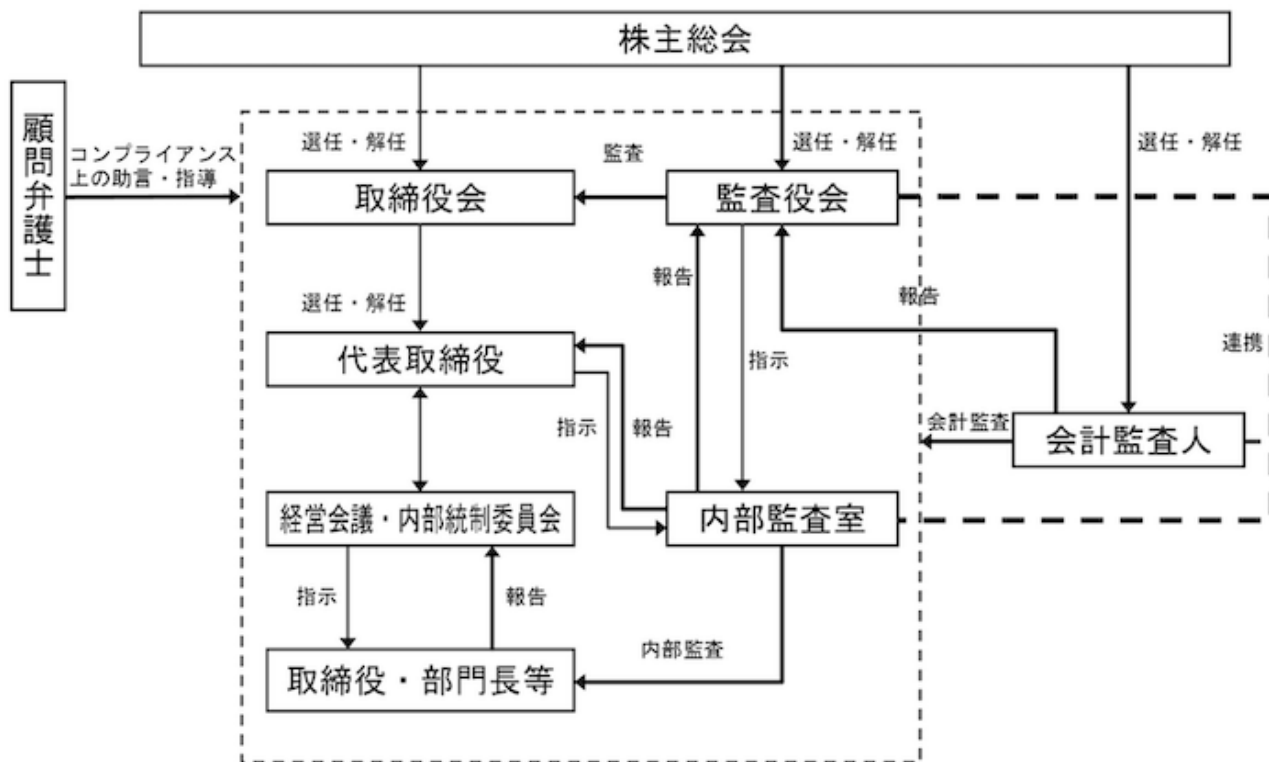 株主総会
顧問弁護士
コンプライアンス
上の助言・指導
選任・解任
監査
選任・解任
選任・解任
取締役会
監査役会
報告
報告
選任・解任
連携
代表取締役
指示
指示
報告
会計監査
会計監査人
経営会議・内部統制委員会
内部監査室
指示
報告
内部監査
取締役・部門長等